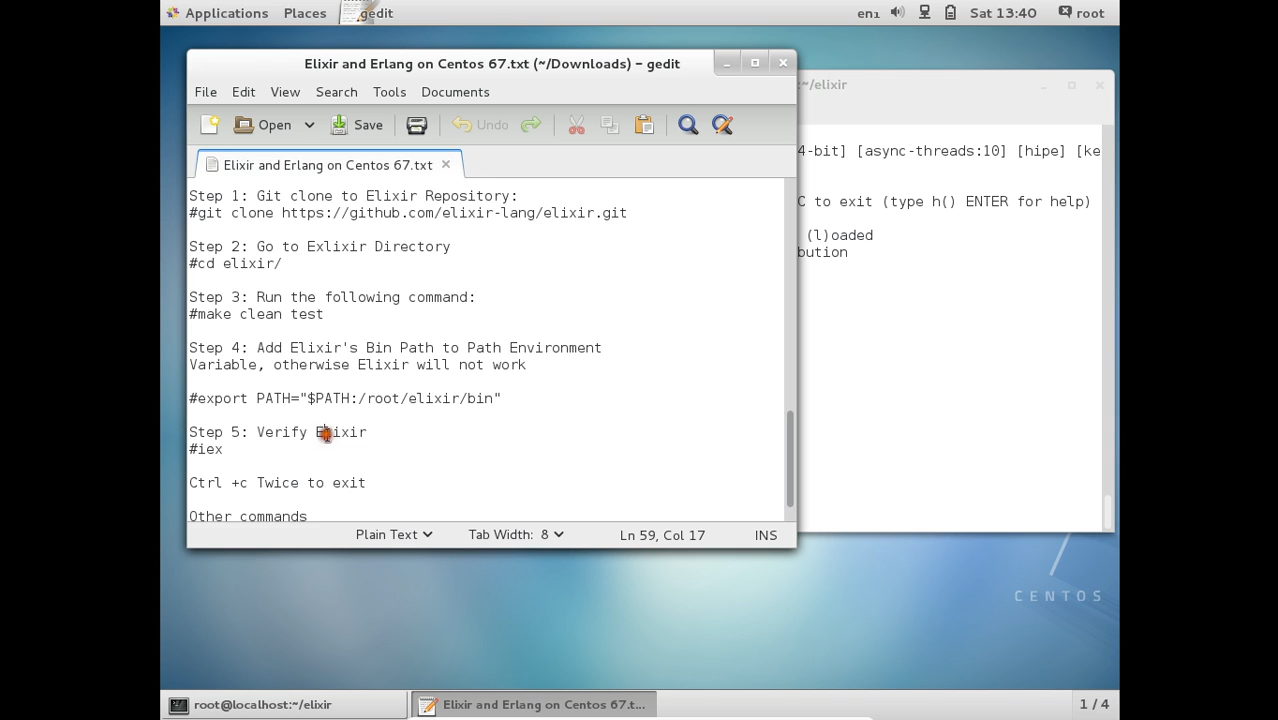 Applications Places gedit en1 Sat 13:40 root
Elixir and Erlang on Centos 67.txt (~/Downloads) – gedit
File Edit View Search Tools Documents
Open Save Undo
Elixir and Erlang on Centos 67.txt
Step 1: Git clone to Elixir Repository:
#git clone https://github.com/elixir-lang/elixir.git
Step 2: Go to Exlixir Directory
#cd elixir/
Step 3: Run the following command:
#make clean test
Step 4: Add Elixir's Bin Path to Path Environment
Variable, otherwise Elixir will not work
#export PATH="$PATH:/root/elixir/bin"
Step 5: Verify Elixir
#iex
Ctrl +c Twice to exit
Other commands
Plain Text Tab Width: 8 Ln 59, Col 17 INS
:~/elixir
4-bit] [async-threads:10] [hipe] [ke
C to exit (type h() ENTER for help)
(l)oaded
bution
CENTOS
root@localhost:~/elixir Elixir and Erlang on Centos 67.t... 1 / 4